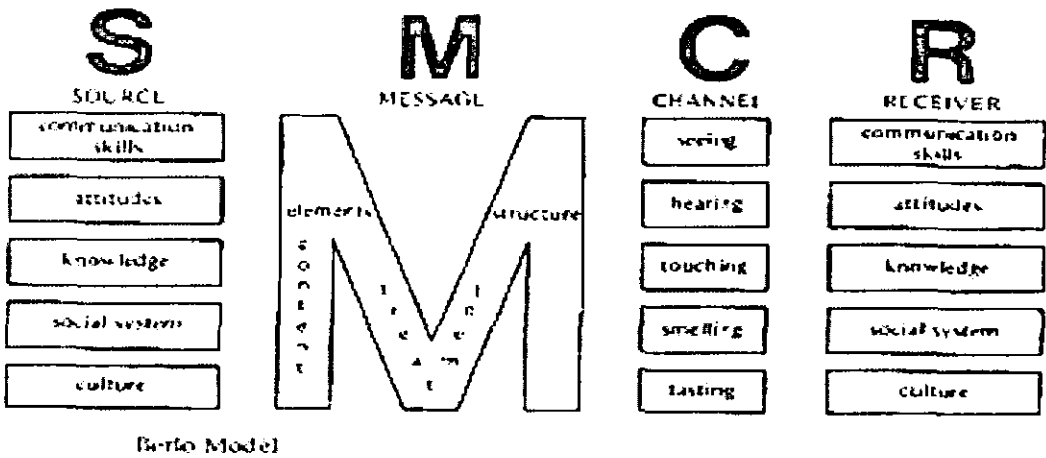 S M C R
SOURCE MESSAGE CHANNEL RECEIVER
communication
skills
attitudes
knowledge
social system
culture
elements structure
content
treatment
seeing
hearing
touching
smelling
tasting
communication
skills
attitudes
knowledge
social system
culture
Berlo Model